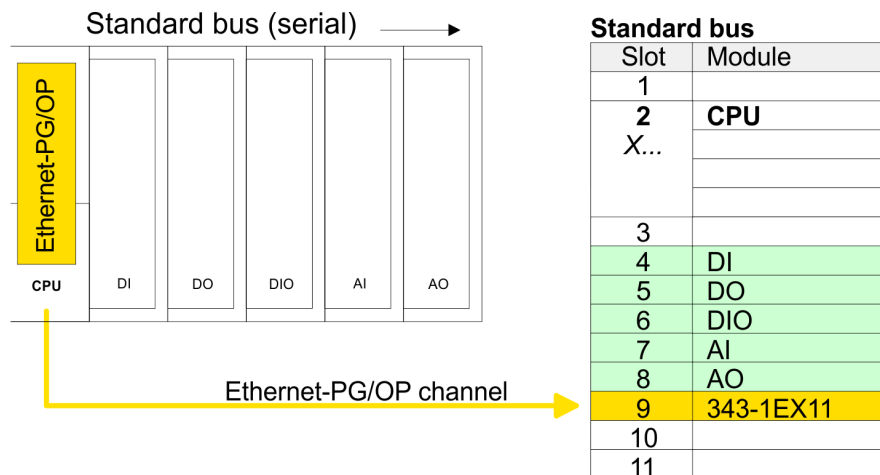 Standard bus (serial)
Ethernet-PG/OP
CPU
DI
DO
DIO
AI
AO
Ethernet-PG/OP channel
Standard bus
Slot Module
1
2 CPU
X...
3
4 DI
5 DO
6 DIO
7 AI
8 AO
9 343-1EX11
10
11